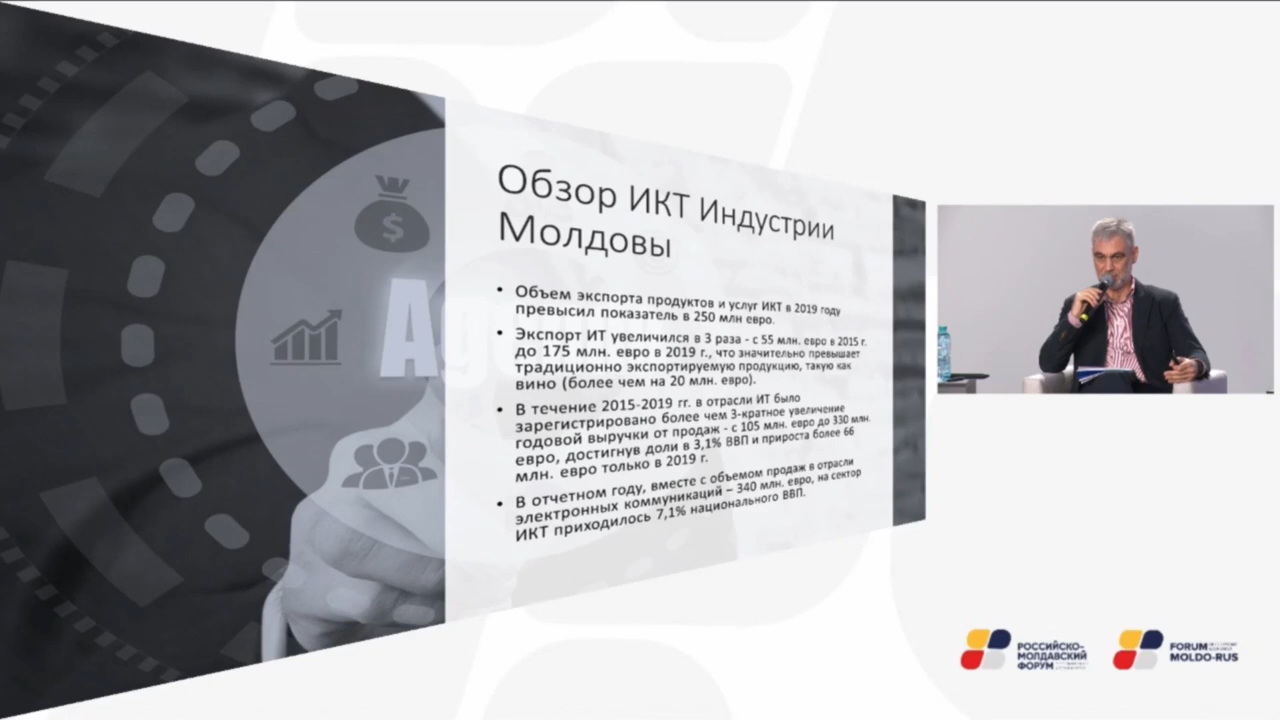 Обзор ИКТ Индустрии
Молдовы
• Объем экспорта продуктов и услуг ИКТ в 2019 году
превысил показатель в 250 млн евро.
• Экспорт ИТ увеличился в 3 раза - с 55 млн. евро в 2015 г.
до 175 млн. евро в 2019 г., что значительно превышает
традиционно экспортируемую продукцию, такую как
вино (более чем на 20 млн. евро).
• В течение 2015-2019 гг. в отрасли ИТ было
зарегистрировано более чем 3-кратное увеличение
годовой выручки от продаж - с 105 млн. евро до 330 млн.
евро, достигнув доли в 3,1% ВВП и прироста более 66
млн. евро только в 2019 г.
• В отчетном году, вместе с объемом продаж в отрасли
электронных коммуникаций – 340 млн. евро, на сектор
ИКТ приходилось 7,1% национального ВВП.
$
РОССИЙСКО-
МОЛДАВСКИЙ
ФОРУМ
FORUM
MOLDO-RUS